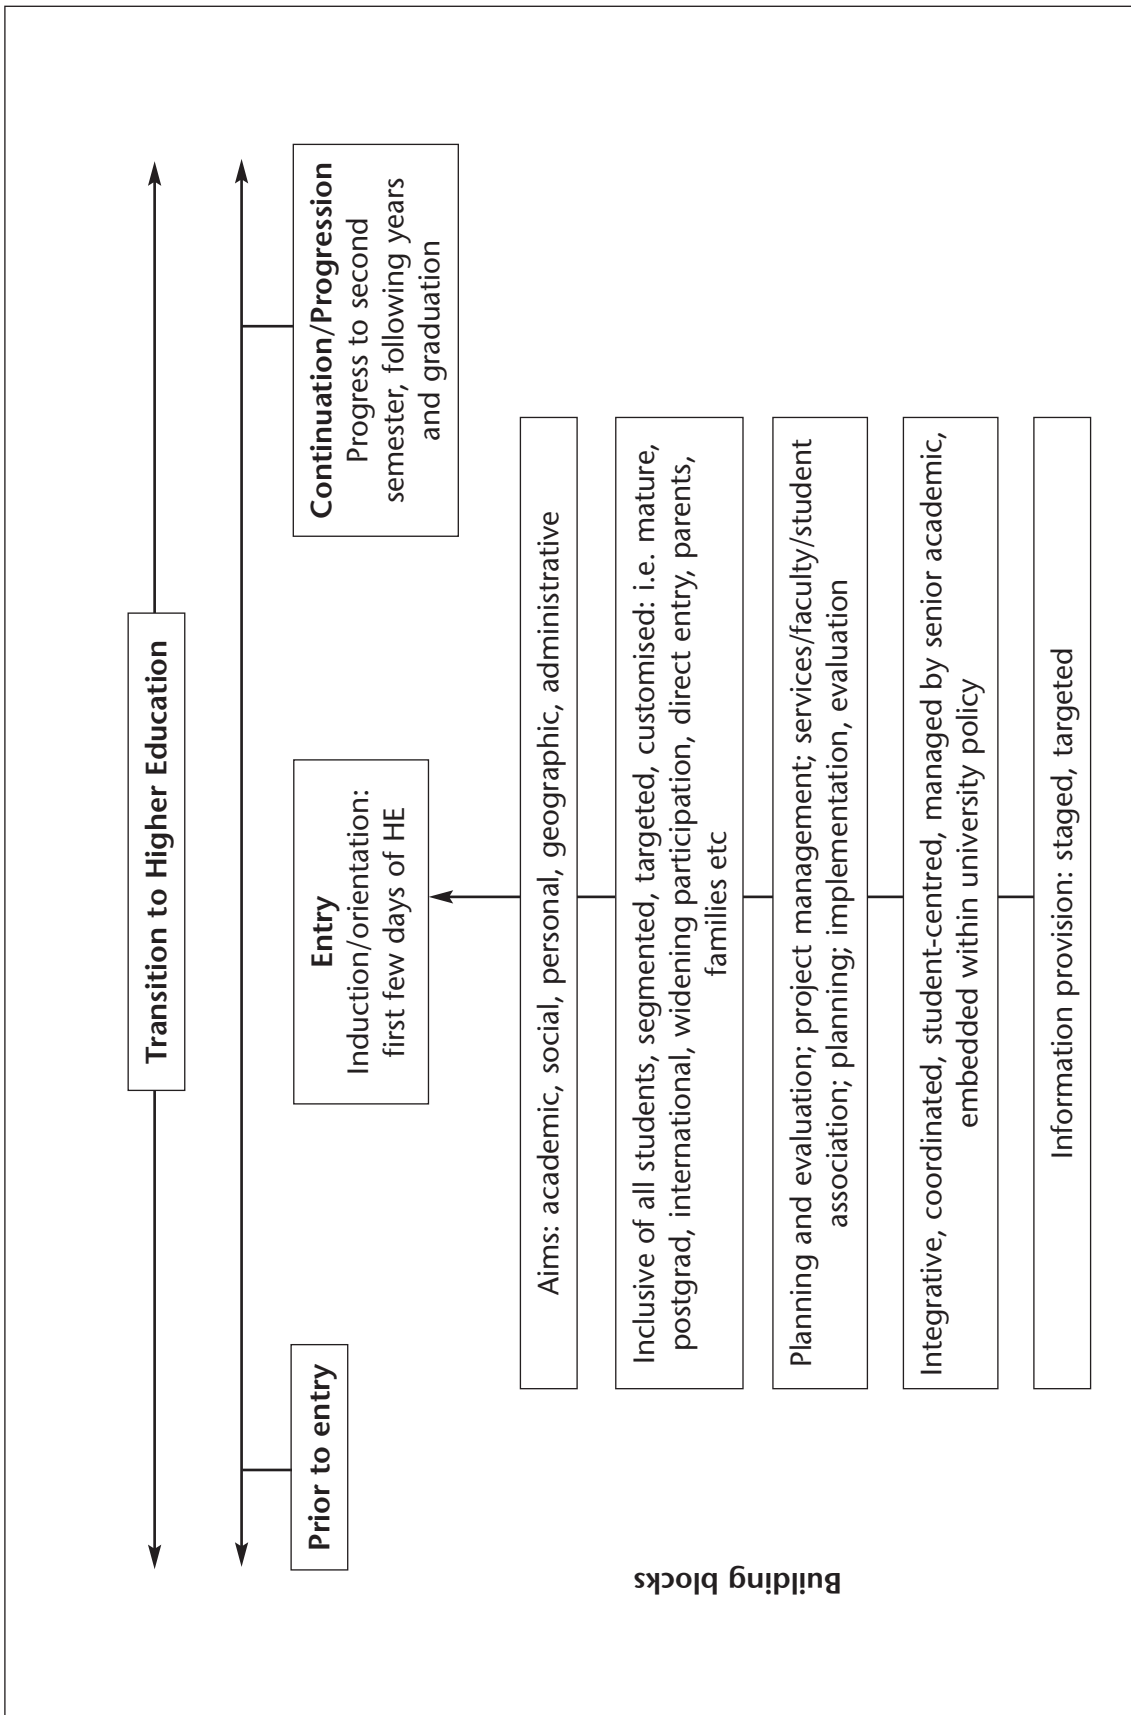 Transition to Higher Education
Prior to entry
Entry
Induction/orientation:
first few days of HE
Continuation/Progression
Progress to second
semester, following years
and graduation
Building blocks
Aims: academic, social, personal, geographic, administrative
Inclusive of all students, segmented, targeted, customised: i.e. mature,
postgrad, international, widening participation, direct entry, parents,
families etc
Planning and evaluation; project management; services/faculty/student
association; planning; implementation, evaluation
Integrative, coordinated, student-centred, managed by senior academic,
embedded within university policy
Information provision: staged, targeted